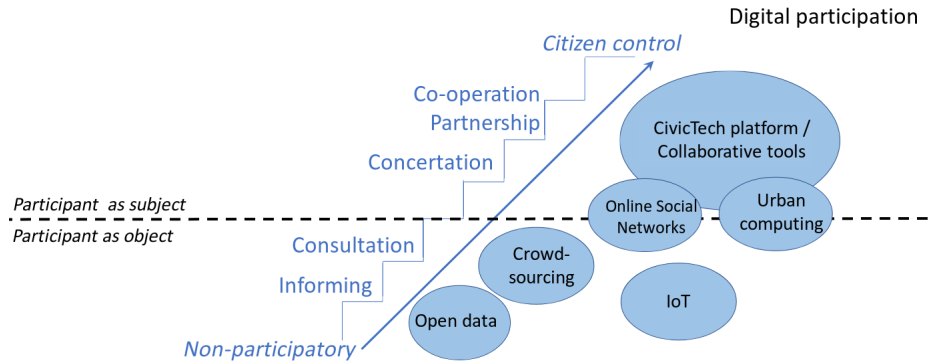 Digital participation
Citizen control
Co-operation
Partnership
Concertation
CivicTech platform /
Collaborative tools
Participant as subject
Participant as object
Online Social
Networks
Urban
computing
Consultation
Crowd-
sourcing
Informing
IoT
Open data
Non-participatory